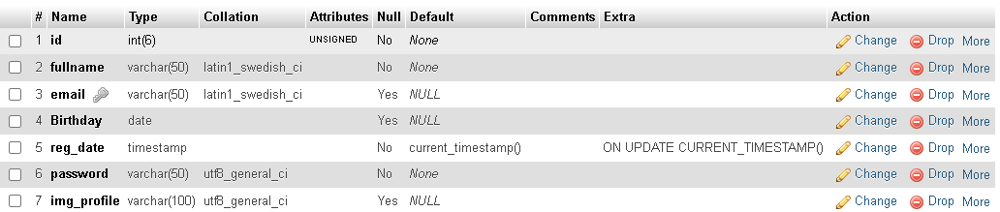 # Name Type Collation Attributes Null Default Comments Extra Action
1 id int(6) UNSIGNED No None Change Drop More
2 fullname varchar(50) latin1_swedish_ci No None Change Drop More
3 email varchar(50) latin1_swedish_ci Yes NULL Change Drop More
4 Birthday date Yes NULL Change Drop More
5 reg_date timestamp No current_timestamp() ON UPDATE CURRENT_TIMESTAMP() Change Drop More
6 password varchar(50) utf8_general_ci No None Change Drop More
7 img_profile varchar(100) utf8_general_ci Yes NULL Change Drop More